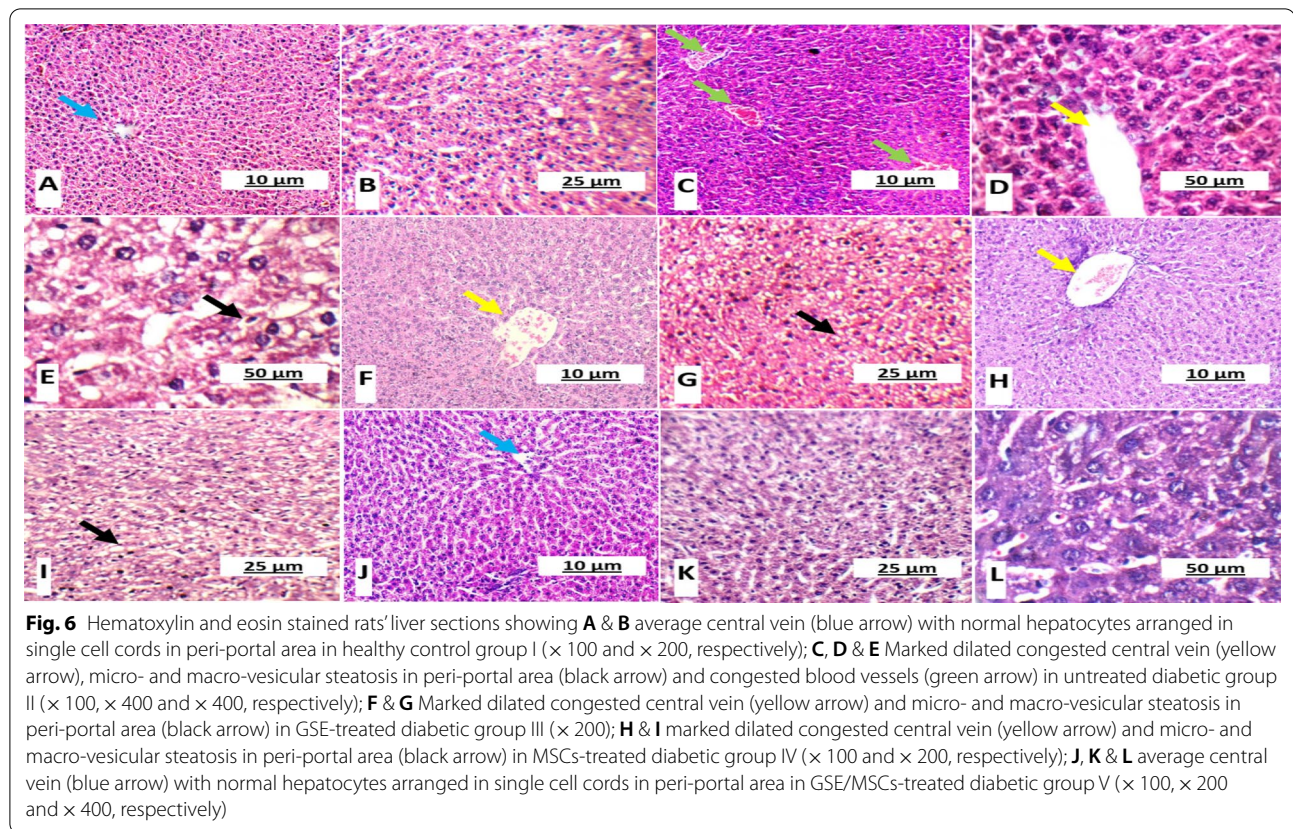 A
10 µm
B
25 µm
C
10 µm
D
50 µm
E
50 µm
F
10 µm
G
25 µm
H
10 µm
I
25 µm
J
10 µm
K
25 µm
L
50 µm
Fig. 6 Hematoxylin and eosin stained rats' liver sections showing A & B average central vein (blue arrow) with normal hepatocytes arranged in
single cell cords in peri-portal area in healthy control group I (× 100 and × 200, respectively); C, D & E Marked dilated congested central vein (yellow
arrow), micro- and macro-vesicular steatosis in peri-portal area (black arrow) and congested blood vessels (green arrow) in untreated diabetic group
II (× 100, × 400 and × 400, respectively); F & G Marked dilated congested central vein (yellow arrow) and micro- and macro-vesicular steatosis in
peri-portal area (black arrow) in GSE-treated diabetic group III (× 200); H & I marked dilated congested central vein (yellow arrow) and micro- and
macro-vesicular steatosis in peri-portal area (black arrow) in MSCs-treated diabetic group IV (× 100 and × 200, respectively); J, K & L average central
vein (blue arrow) with normal hepatocytes arranged in single cell cords in peri-portal area in GSE/MSCs-treated diabetic group V (× 100, × 200
and × 400, respectively)